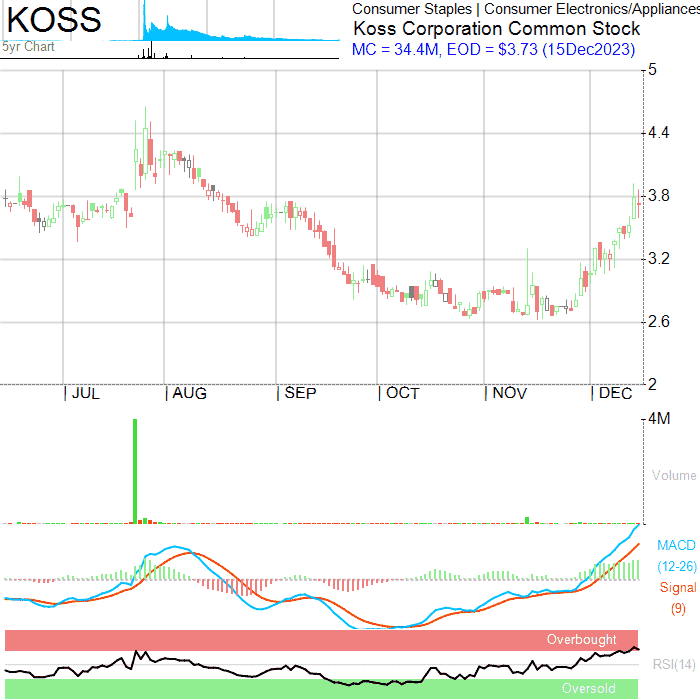 KOSS
5yr Chart
Consumer Staples | Consumer Electronics/Appliances
Koss Corporation Common Stock
MC = 34.4M, EOD = $3.73 (15Dec2023)
5
4.4
3.8
3.2
2.6
2
| JUL | AUG | SEP | OCT | NOV | DEC
4M
Volume
MACD
(12-26)
Signal
(9)
Overbought
RSI(14)
Oversold